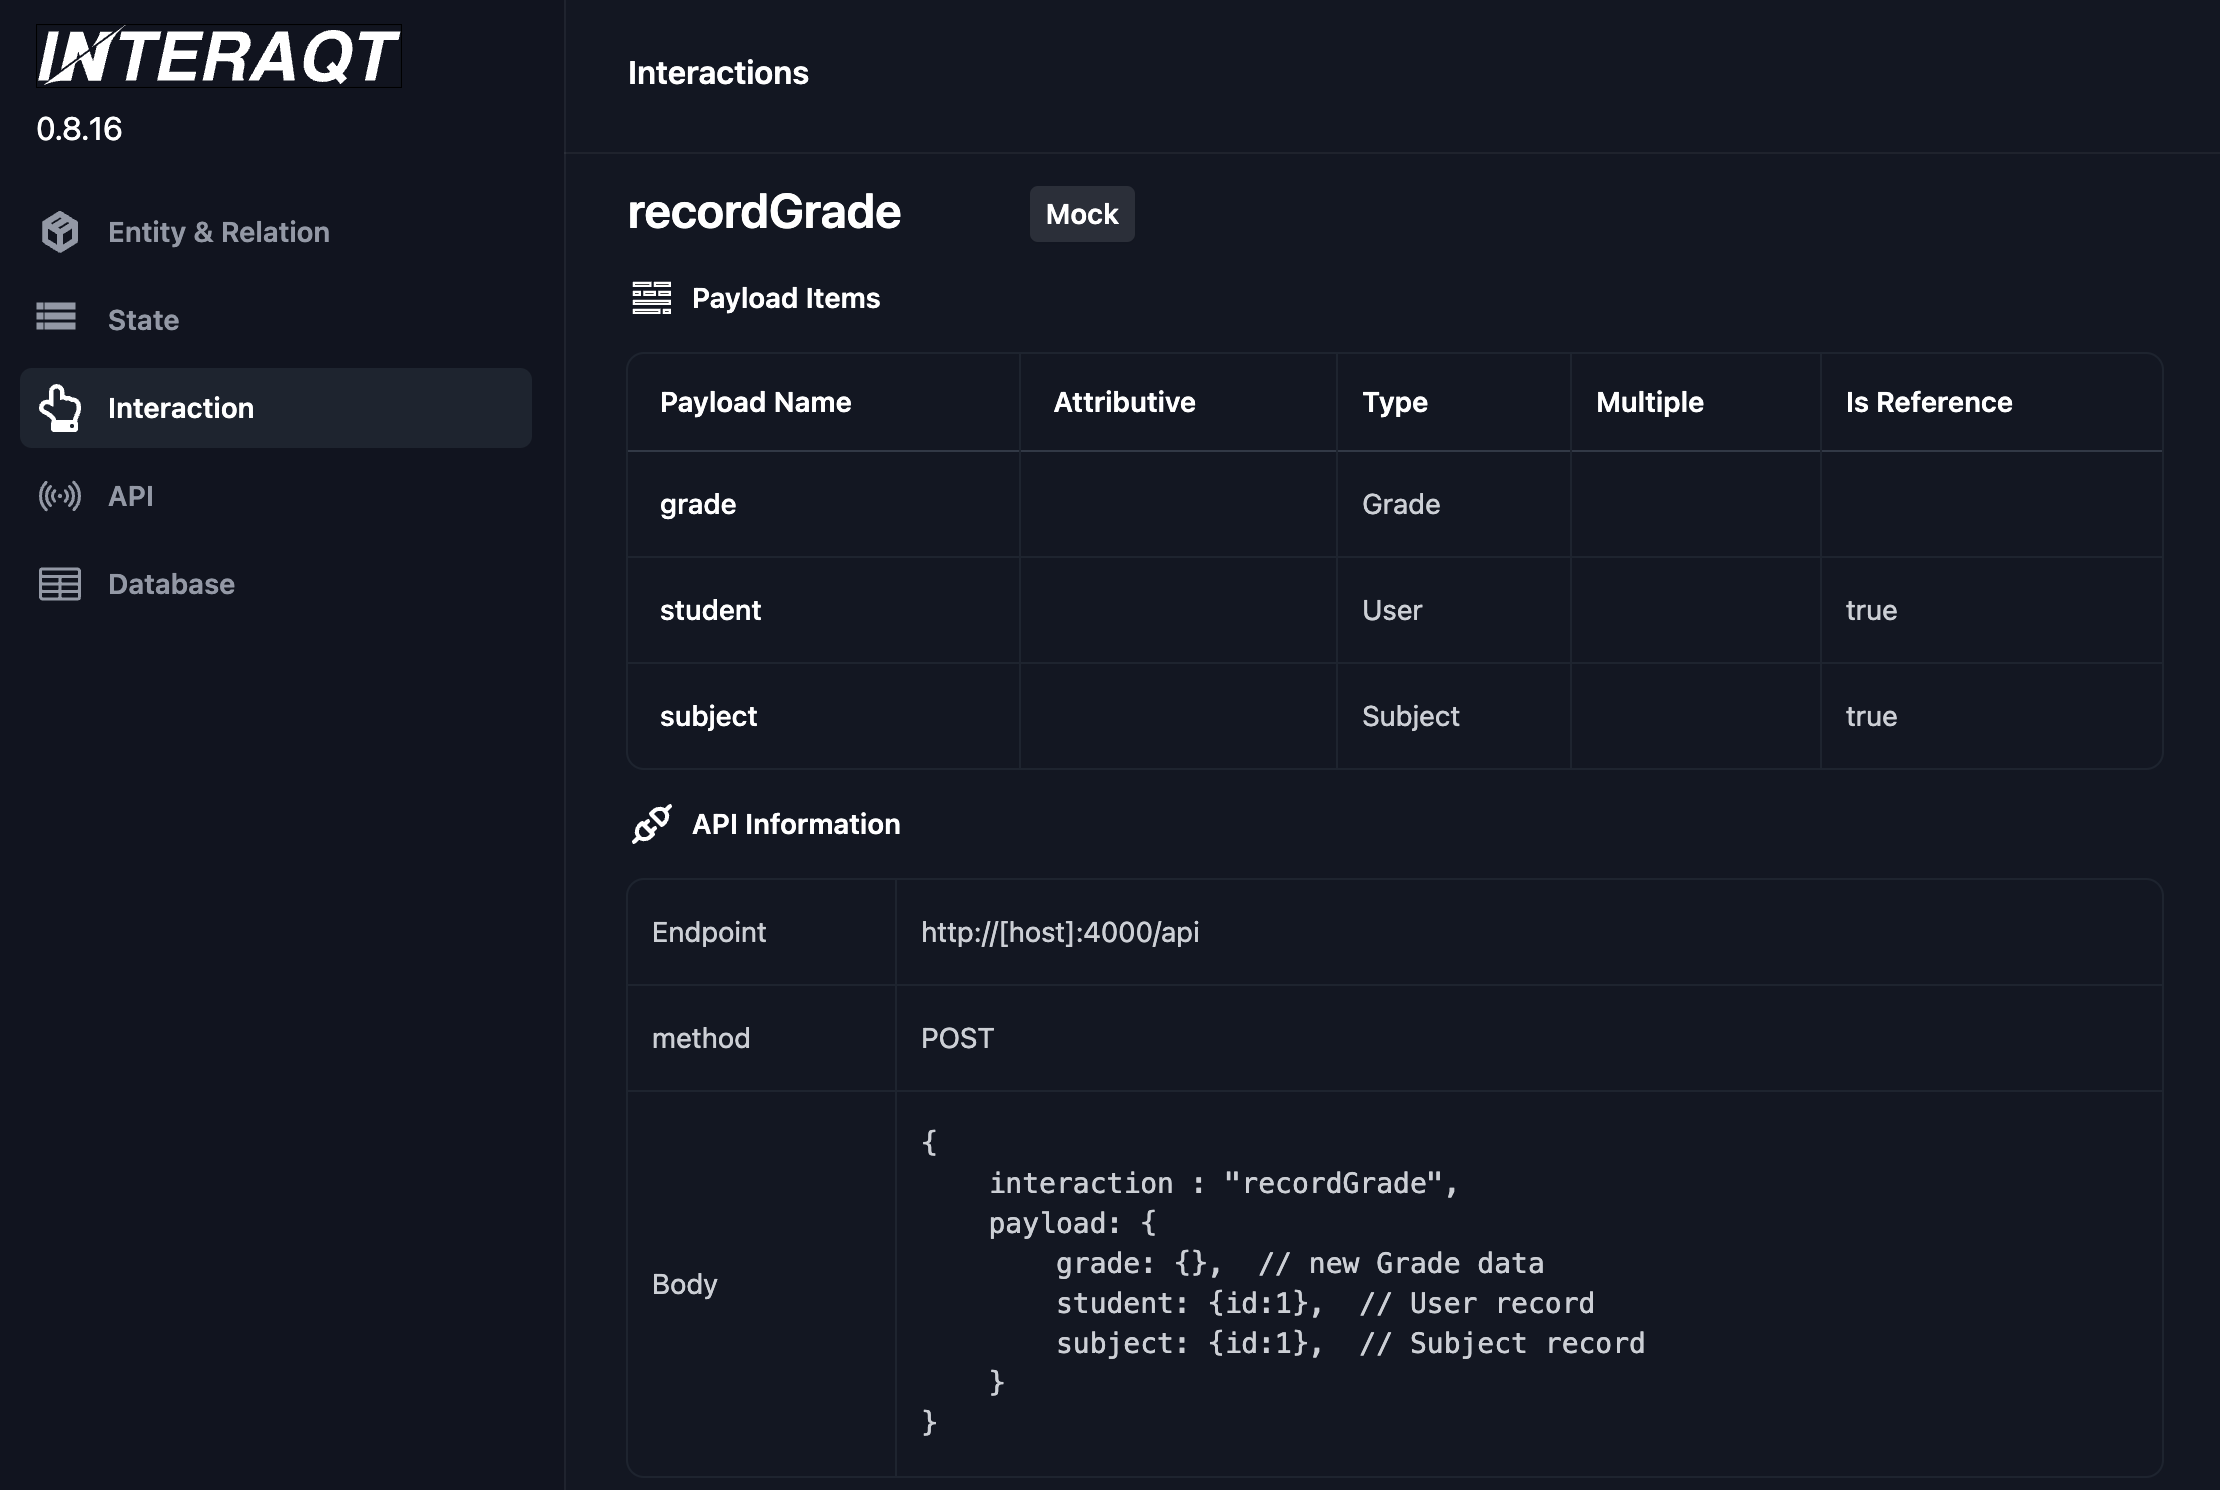 INTERAQT
0.8.16
Entity & Relation
State
Interaction
API
Database
Interactions
recordGrade
Mock
Payload Items
Payload Name Attributive Type Multiple Is Reference
grade Grade
student User true
subject Subject true
API Information
Endpoint http://[host]:4000/api
method POST
Body
{
    interaction : "recordGrade",
    payload: {
        grade: {},  // new Grade data
        student: {id:1},  // User record
        subject: {id:1},  // Subject record
    }
}